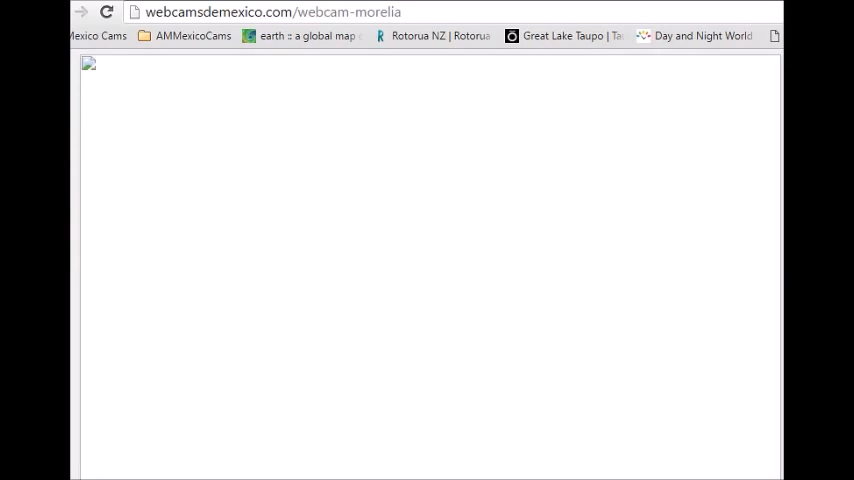 webcamsdemexico.com/webcam-morelia
Mexico Cams AMMexicoCams earth :: a global map Rotorua NZ | Rotorua Great Lake Taupo | Ta Day and Night World